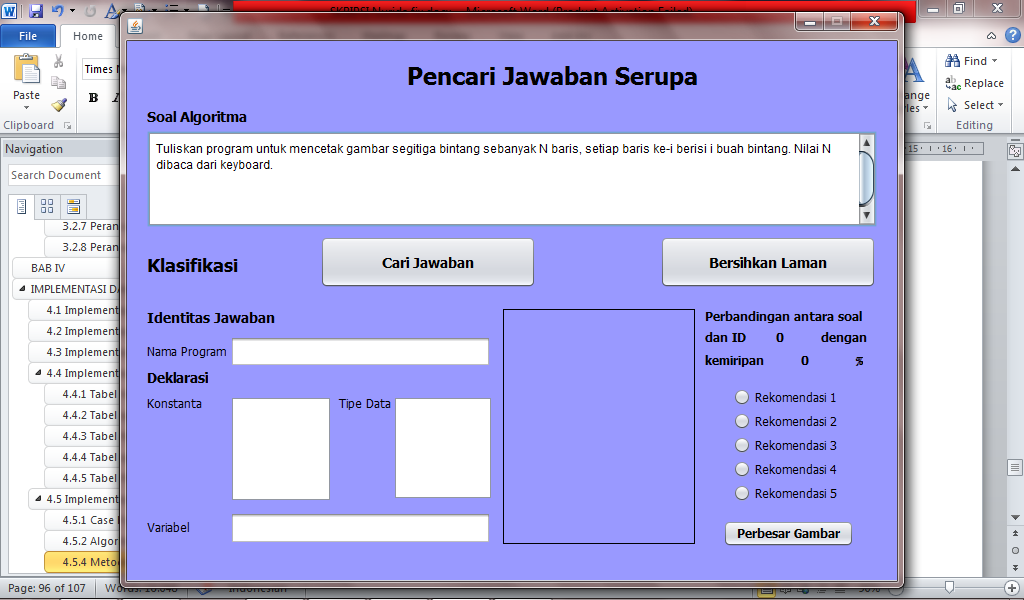 File
Home
Paste
Clipboard
Times
B
Find
Replace
Select
Editing
Navigation
Search Document
3.2.7 Peran
3.2.8 Peran
BAB IV
IMPLEMENTASI DA
4.1 Implement
4.2 Implement
4.3 Implement
4.4 Implement
4.4.1 Tabel
4.4.2 Tabel
4.4.3 Tabel
4.4.4 Tabel
4.4.5 Tabel
4.5 Implement
4.5.1 Case
4.5.2 Algor
4.5.4 Metod
Page: 96 of 107
Pencari Jawaban Serupa
Soal Algoritma
Tuliskan program untuk mencetak gambar segitiga bintang sebanyak N baris, setiap baris ke-i berisi i buah bintang. Nilai N
dibaca dari keyboard.
Klasifikasi
Cari Jawaban
Bersihkan Laman
Identitas Jawaban
Nama Program
Deklarasi
Konstanta
Tipe Data
Variabel
Perbandingan antara soal
dan ID 0 dengan
kemiripan 0 %
Rekomendasi 1
Rekomendasi 2
Rekomendasi 3
Rekomendasi 4
Rekomendasi 5
Perbesar Gambar
15 16